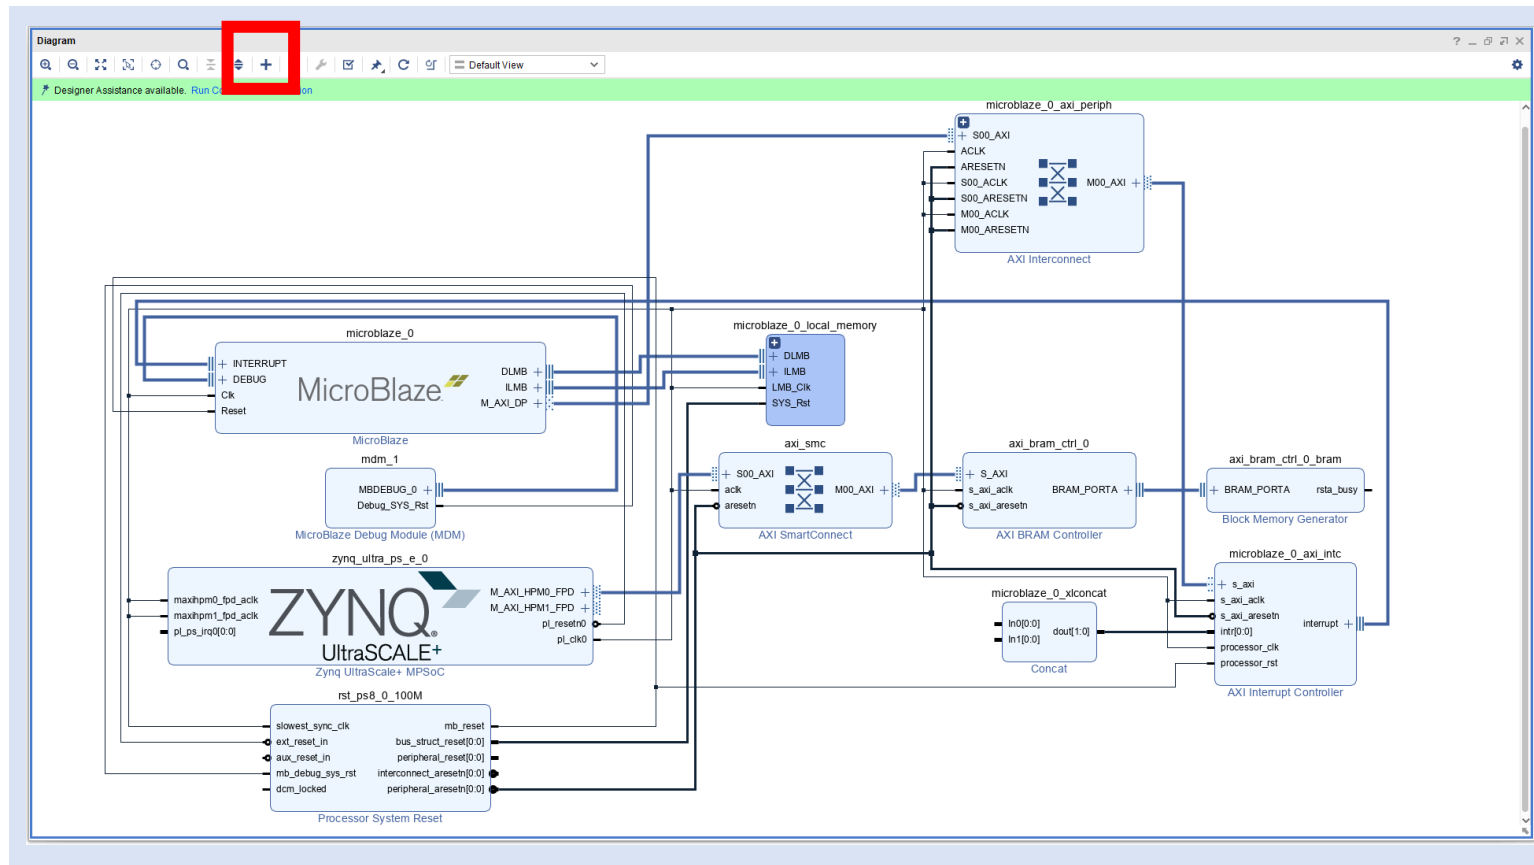 Diagram
? _
Default View
Designer Assistance available. Run Co on
microblaze_0_axi_periph
S00_AXI
ACLK
ARESETN
S00_ACLK
M00_AXI
S00_ARESETN
M00_ACLK
M00_ARESETN
AXI Interconnect
microblaze_0
INTERRUPT
DEBUG
Clk
Reset
MicroBlaze
DLMB
ILMB
M_AXI_DP
MicroBlaze
microblaze_0_local_memory
DLMB
ILMB
LMB_Clk
SYS_Rst
mdm_1
MBDEBUG_0
Debug_SYS_Rst
MicroBlaze Debug Module (MDM)
axi_smc
S00_AXI
aclk
aresetn
M00_AXI
AXI SmartConnect
axi_bram_ctrl_0
S_AXI
s_axi_aclk
s_axi_aresetn
BRAM_PORTA
AXI BRAM Controller
axi_bram_ctrl_0_bram
BRAM_PORTA rsta_busy
Block Memory Generator
zynq_ultra_ps_e_0
maxihpm0_fpd_aclk
maxihpm1_fpd_aclk
pl_ps_irq0[0:0]
ZYNQ
UltraSCALE+
M_AXI_HPM0_FPD
M_AXI_HPM1_FPD
pl_resetn0
pl_clk0
Zynq UltraScale+ MPSoC
microblaze_0_xlconcat
In0[0:0]
In1[0:0]
dout[1:0]
Concat
microblaze_0_axi_intc
s_axi
s_axi_aclk
s_axi_aresetn
intr[0:0]
processor_clk
processor_rst
interrupt
AXI Interrupt Controller
rst_ps8_0_100M
slowest_sync_clk
ext_reset_in
aux_reset_in
mb_debug_sys_rst
dcm_locked
mb_reset
bus_struct_reset[0:0]
peripheral_reset[0:0]
interconnect_aresetn[0:0]
peripheral_aresetn[0:0]
Processor System Reset